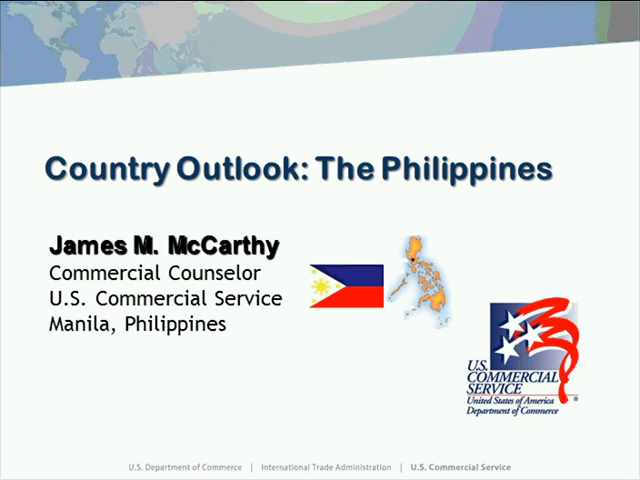 Country Outlook: The Philippines
James M. McCarthy
Commercial Counselor
U.S. Commercial Service
Manila, Philippines
U.S.
COMMERCIAL
SERVICE
United States of America
Department of Commerce
U.S. Department of Commerce | International Trade Administration | U.S. Commercial Service